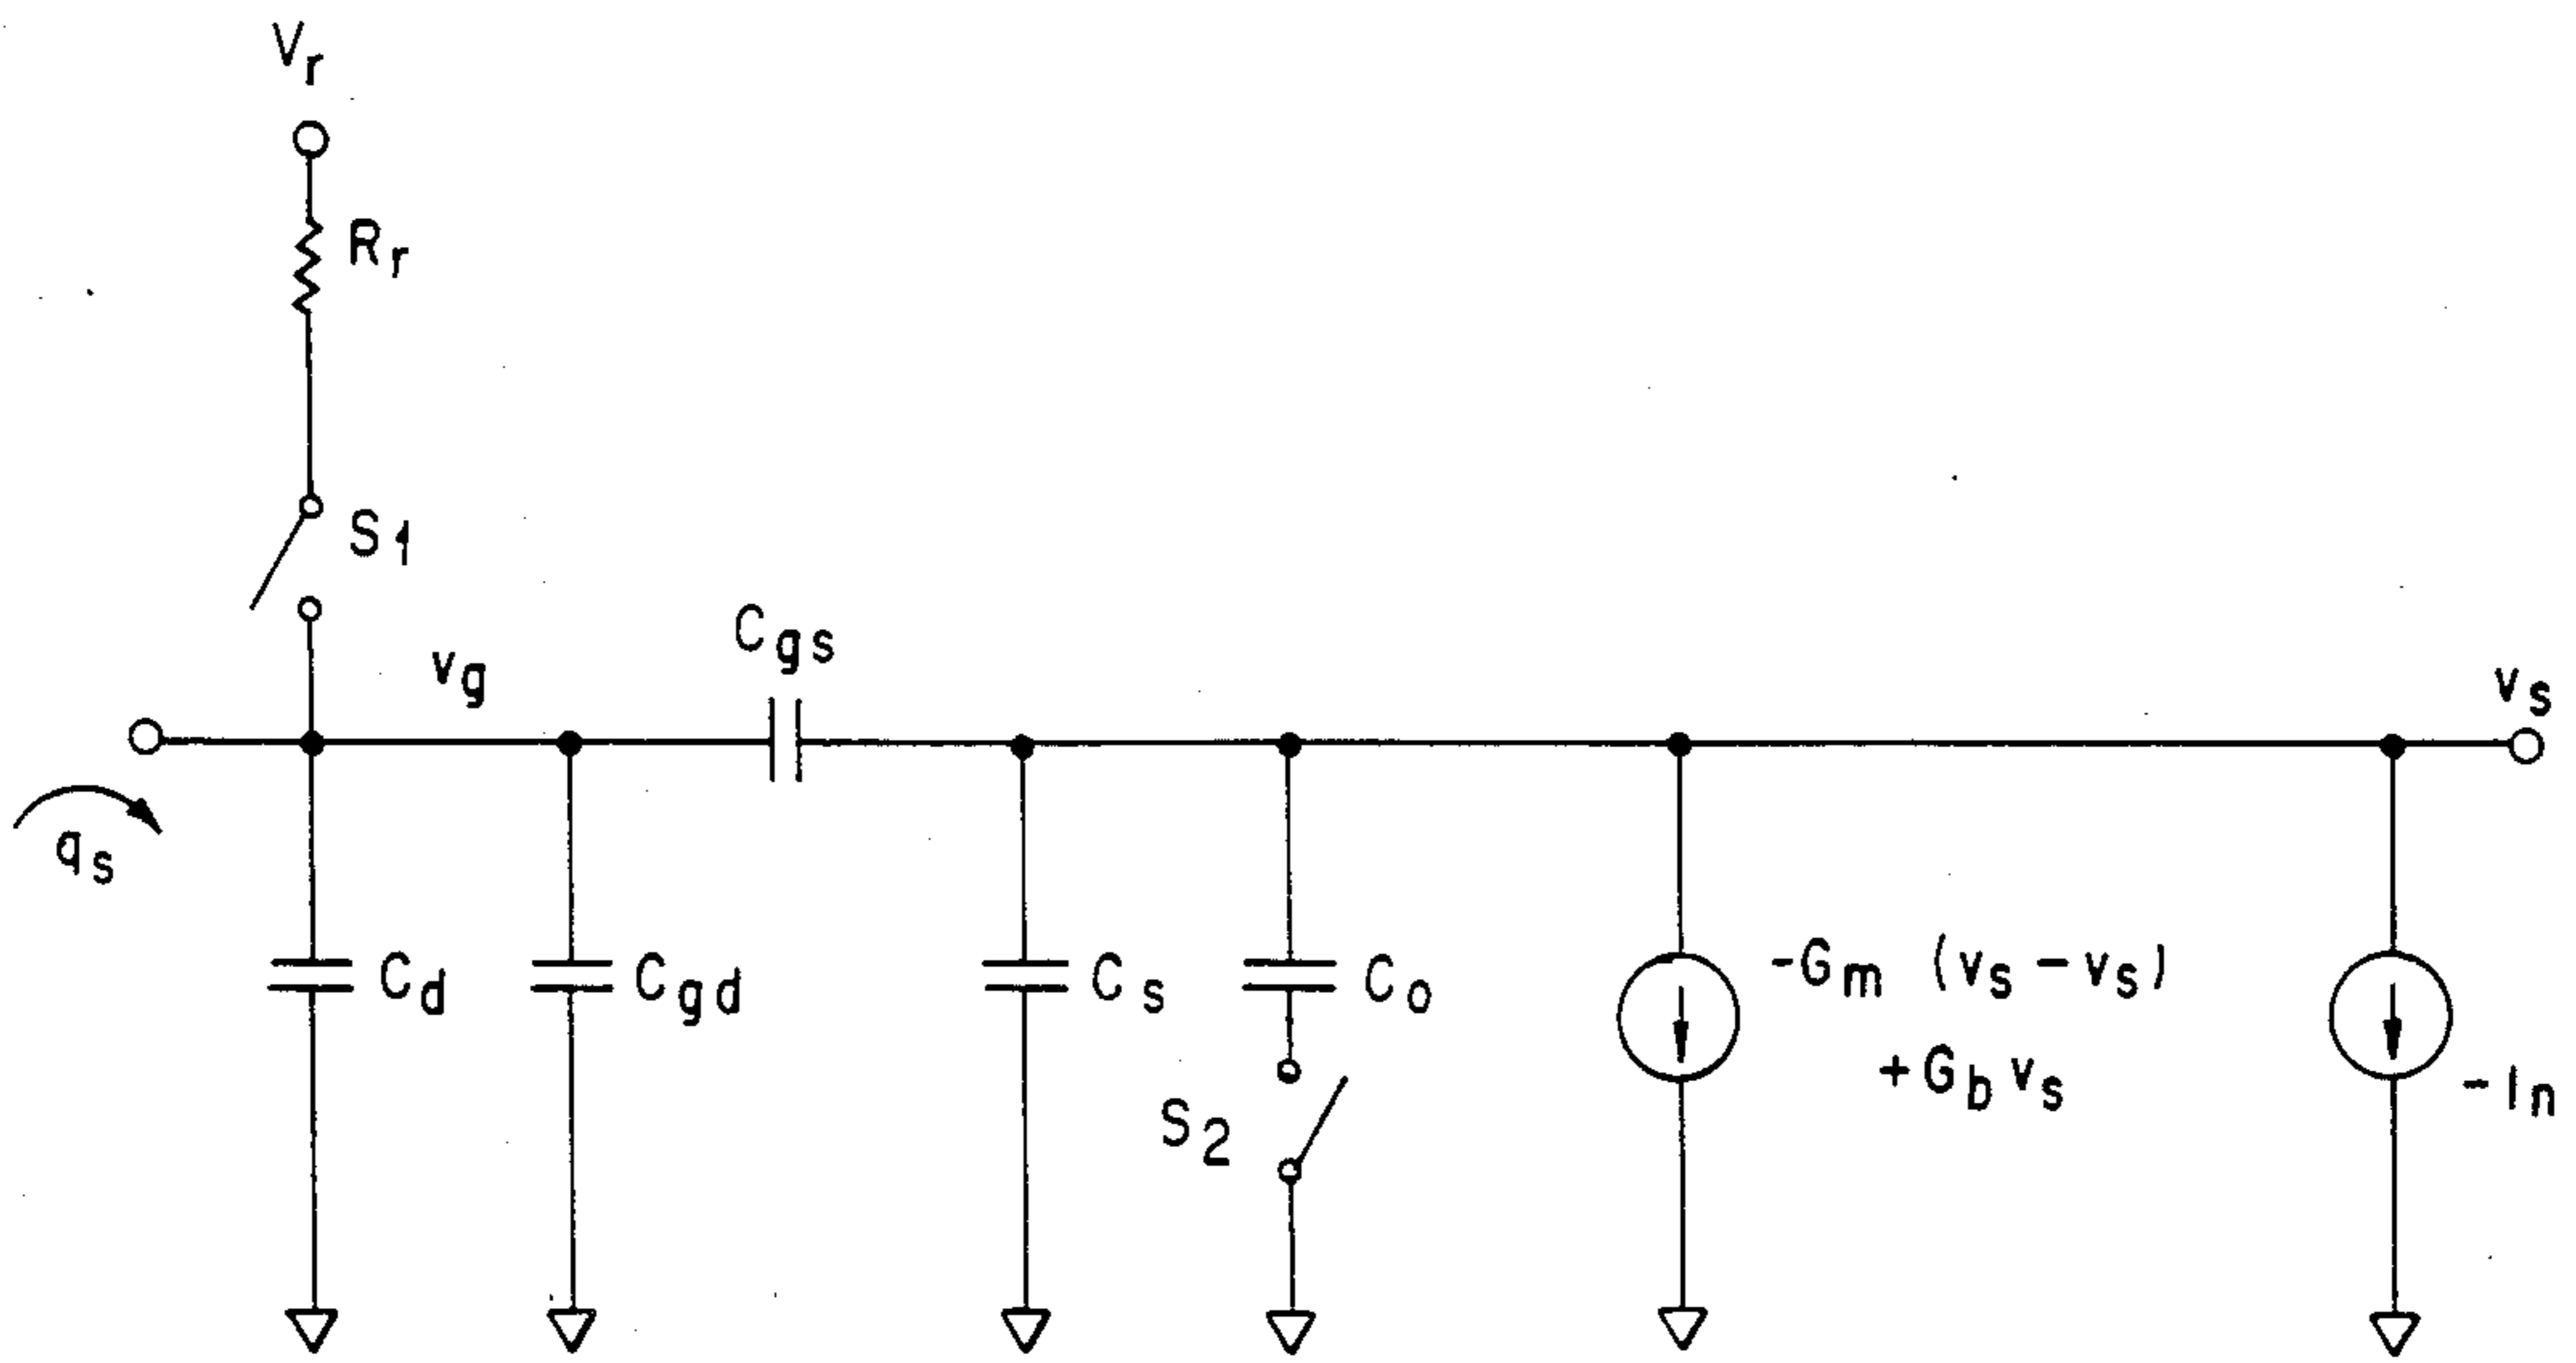 Vr
Rr
S1
vg
Cgs
vs
qs
Cd
Cgd
Cs
Co
S2
-Gm (vs - vs)
+Gb vs
-In